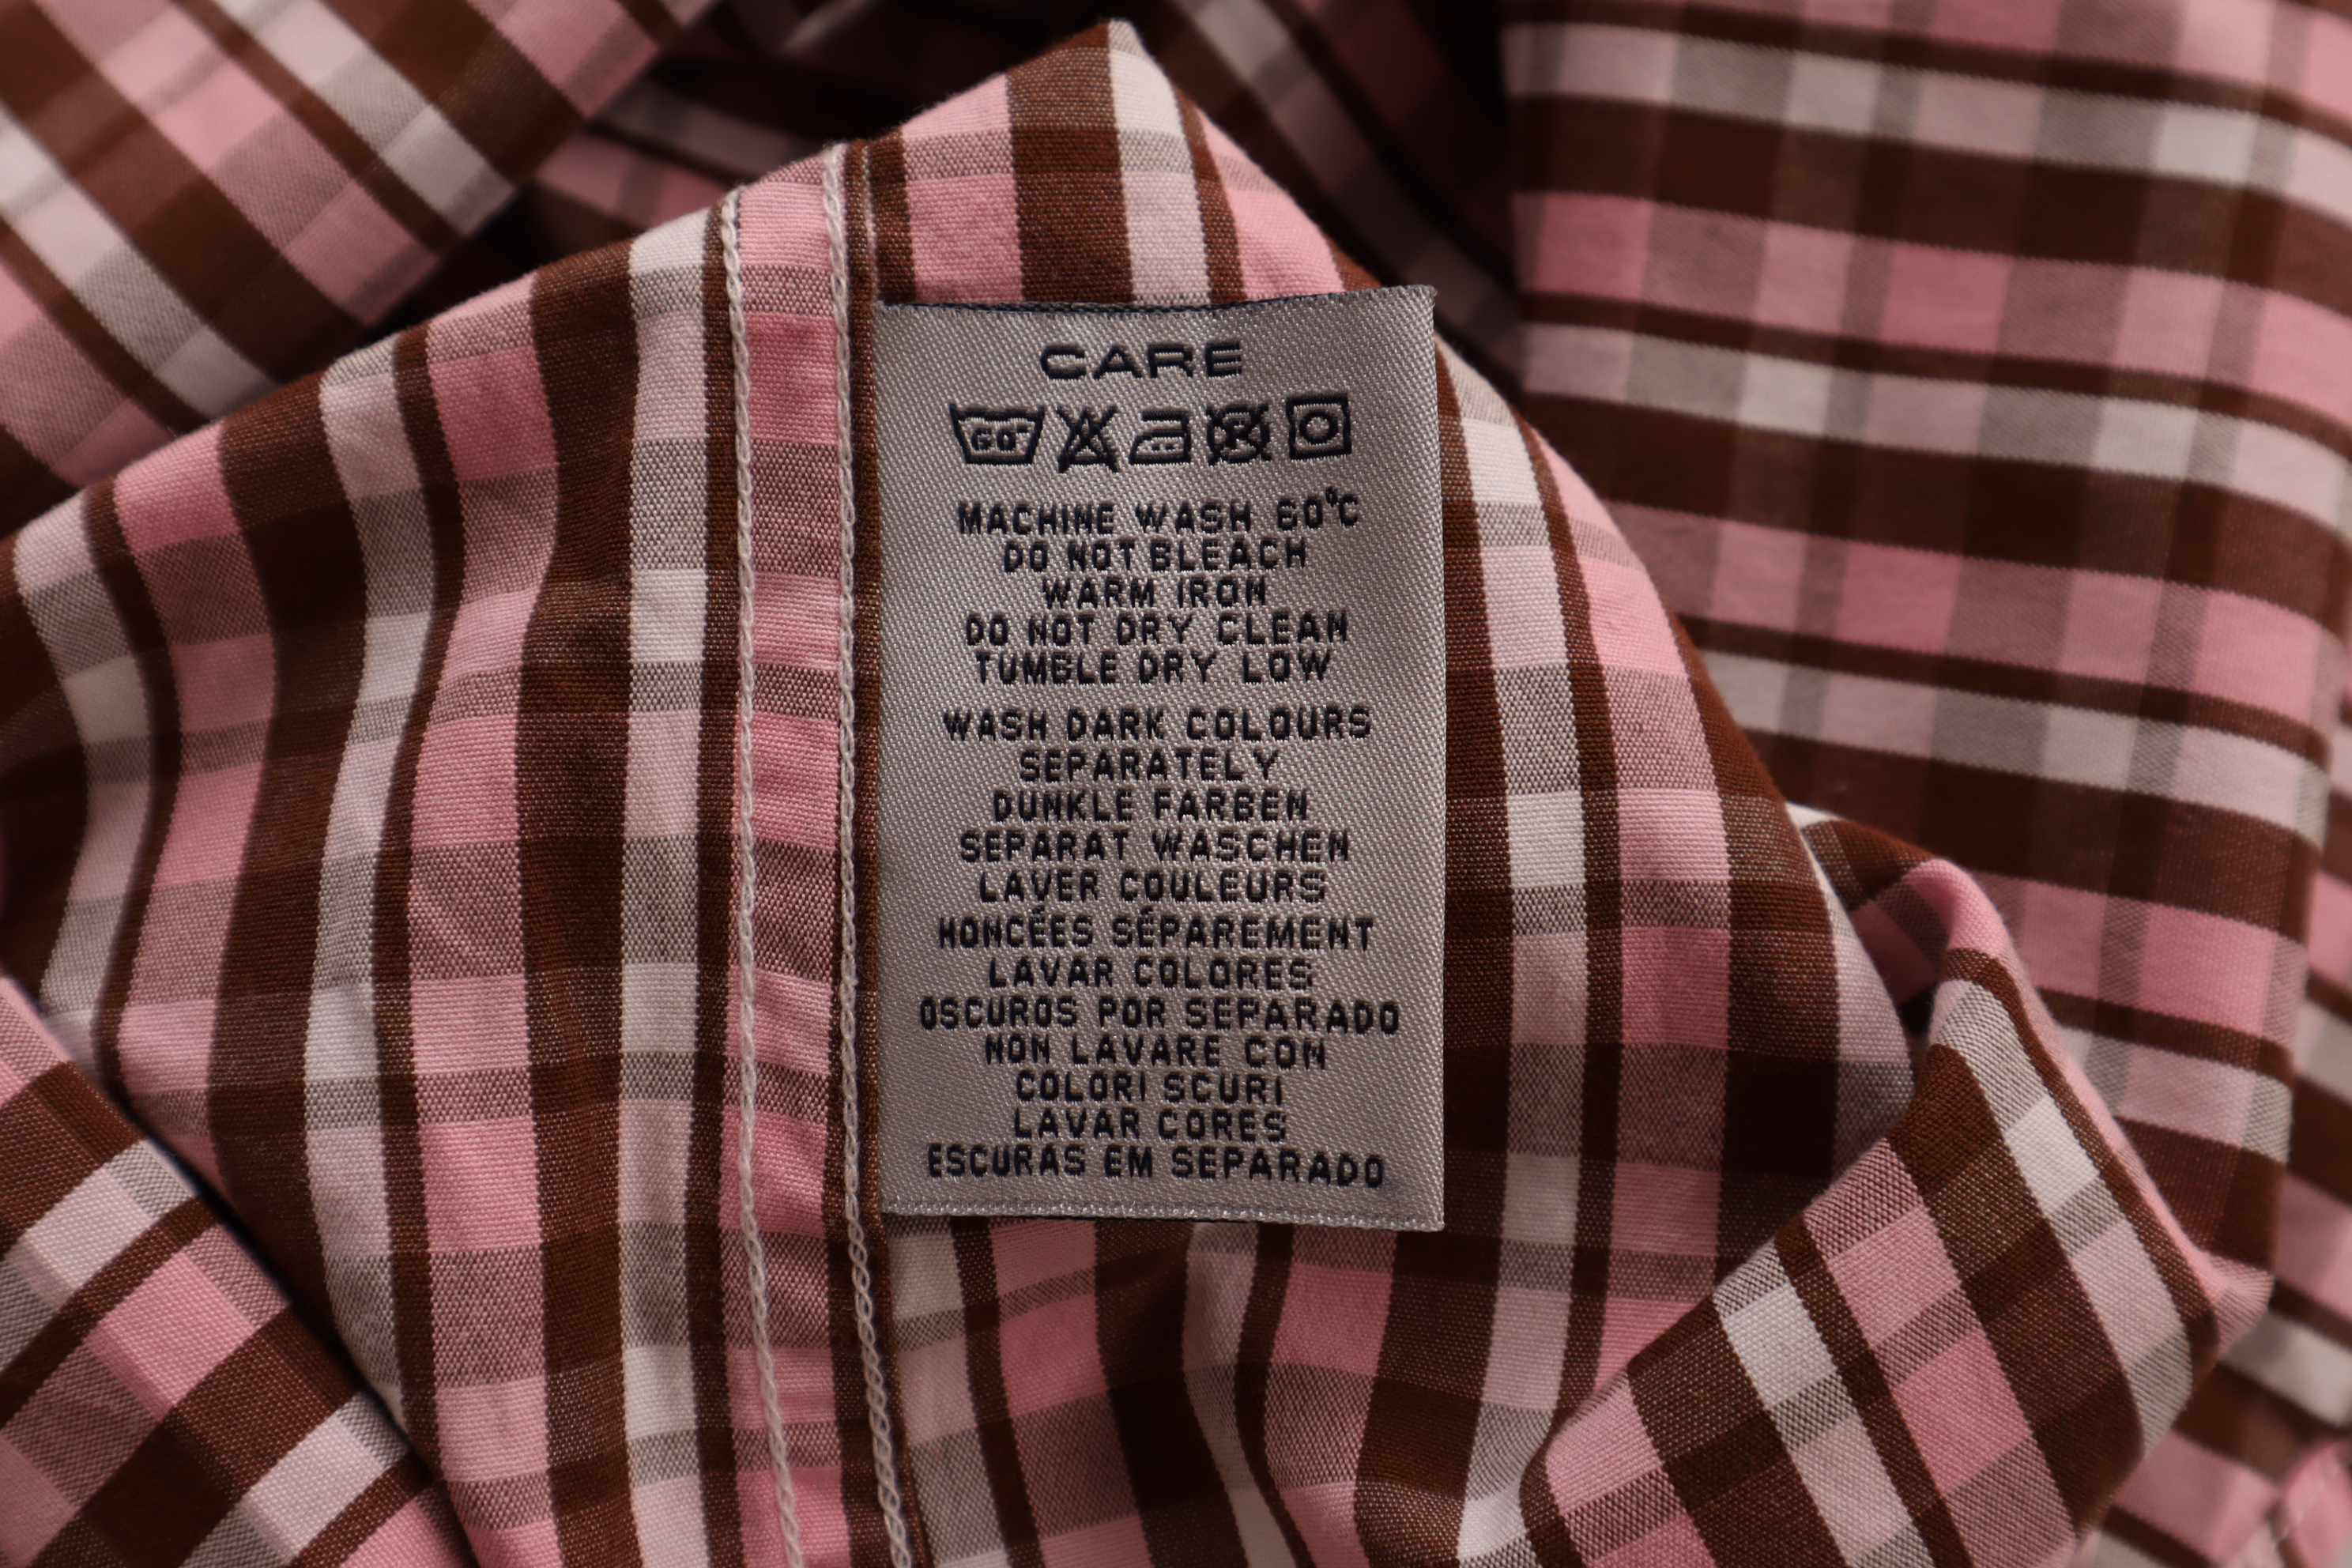 CARE
60°
MACHINE WASH 60°C
DO NOT BLEACH
WARM IRON
DO NOT DRY CLEAN
TUMBLE DRY LOW
WASH DARK COLOURS
SEPARATELY
DUNKLE FARBEN
SEPARAT WASCHEN
LAVER COULEURS
HONCÉES SÉPAREMENT
LAVAR COLORES
OSCUROS POR SEPARADO
NON LAVARE CON
COLORI SCURI
LAVAR CORES
ESCURAS EM SEPARADO